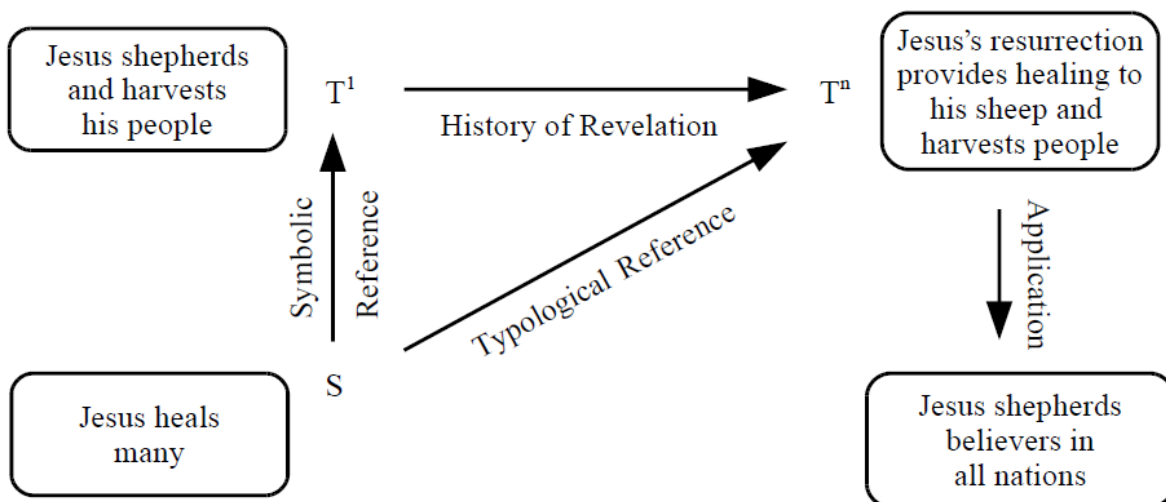 Jesus shepherds
and harvests
his people
T¹
History of Revelation
Tⁿ
Jesus's resurrection
provides healing to
his sheep and
harvests people
Symbolic
Reference
Typological Reference
Application
S
Jesus heals
many
Jesus shepherds
believers in
all nations